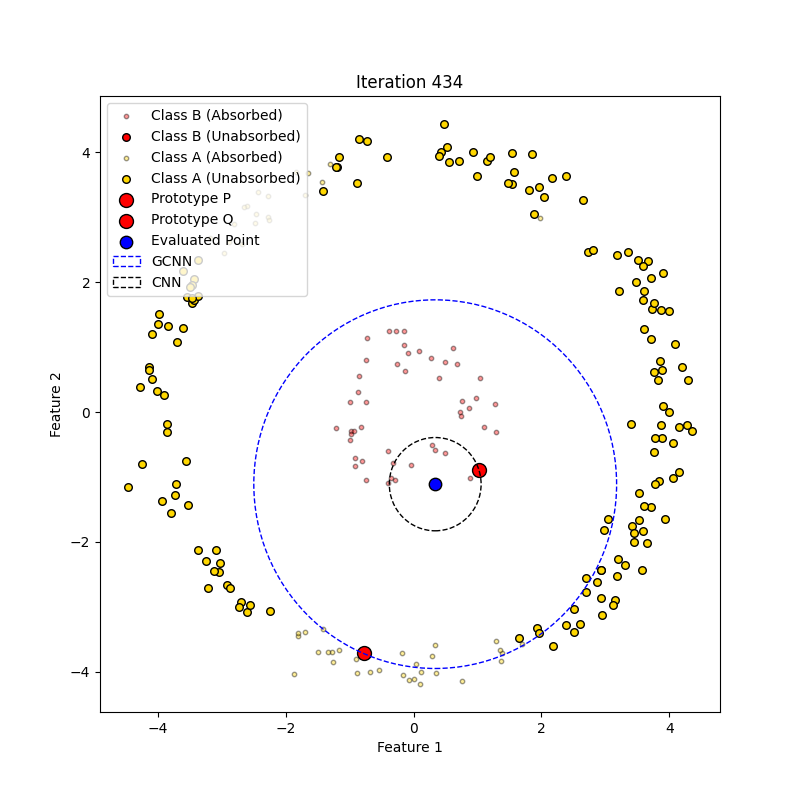 Iteration 434
Class B (Absorbed)
Class B (Unabsorbed)
Class A (Absorbed)
Class A (Unabsorbed)
Prototype P
Prototype Q
Evaluated Point
GCNN
CNN
4
2
0
−2
−4
Feature 2
−4 −2 0 2 4
Feature 1